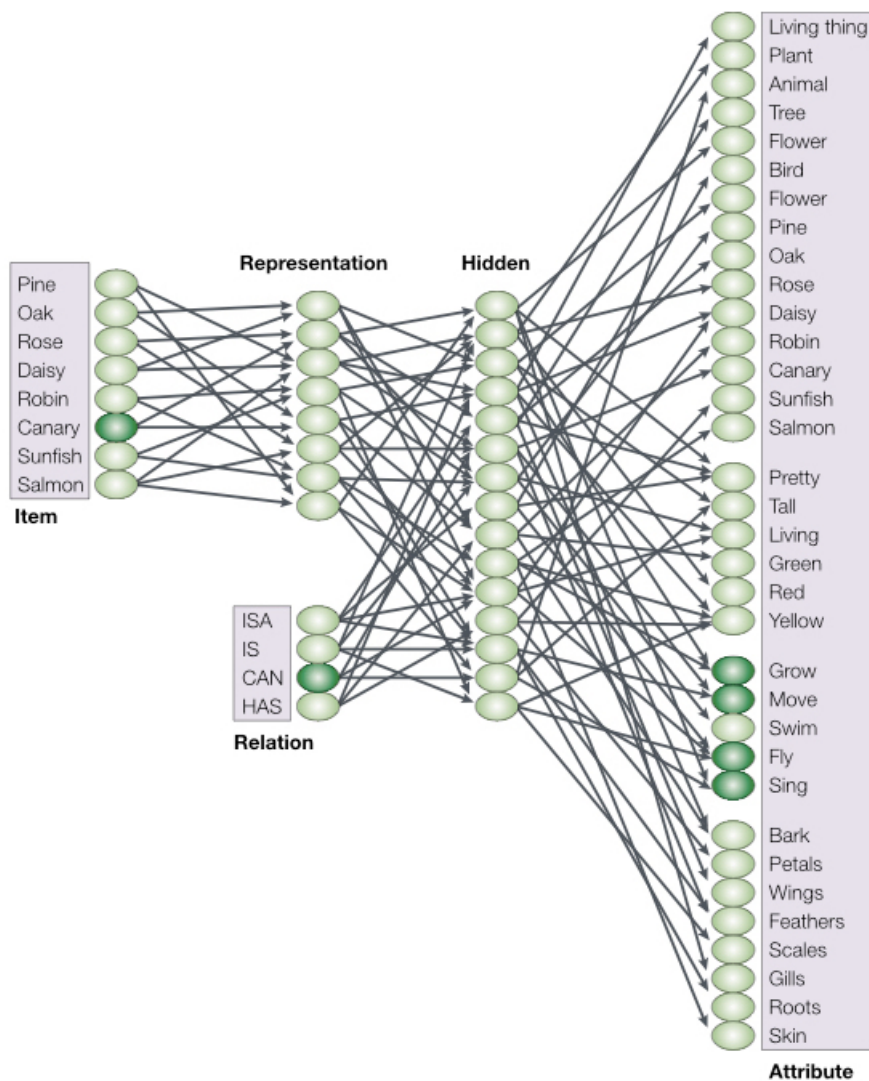 Representation
Hidden
Pine
Oak
Rose
Daisy
Robin
Canary
Sunfish
Salmon
Item
ISA
IS
CAN
HAS
Relation
Living thing
Plant
Animal
Tree
Flower
Bird
Flower
Pine
Oak
Rose
Daisy
Robin
Canary
Sunfish
Salmon
Pretty
Tall
Living
Green
Red
Yellow
Grow
Move
Swim
Fly
Sing
Bark
Petals
Wings
Feathers
Scales
Gills
Roots
Skin
Attribute